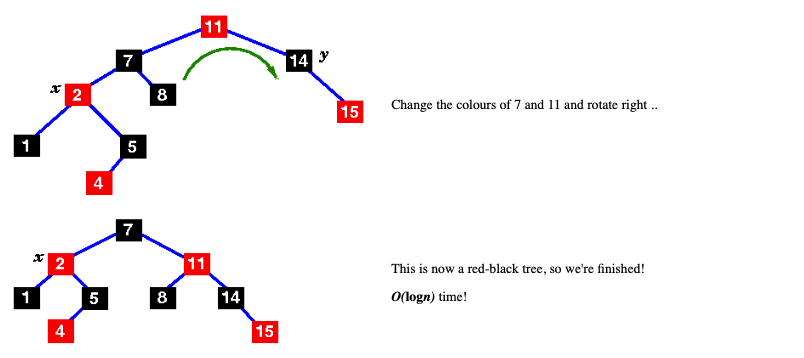 11
7
14 y
x 2
8
15
Change the colours of 7 and 11 and rotate right ..
1
5
4
7
x 2
11
This is now a red-black tree, so we're finished!
1
5
8
14
O(logn) time!
4
15